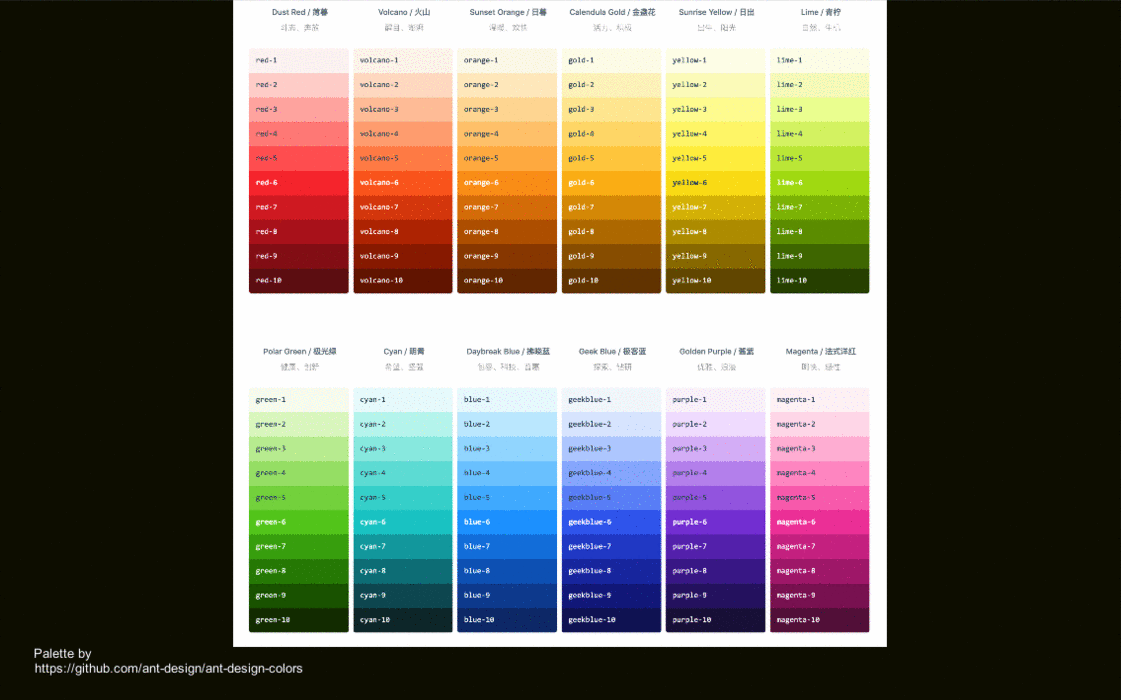 Dust Red / 薄暮
斗志、奔放
red-1
red-2
red-3
red-4
red-5
red-6
red-7
red-8
red-9
red-10
Volcano / 火山
醒目、澎湃
volcano-1
volcano-2
volcano-3
volcano-4
volcano-5
volcano-6
volcano-7
volcano-8
volcano-9
volcano-10
Sunset Orange / 日暮
温暖、欢快
orange-1
orange-2
orange-3
orange-4
orange-5
orange-6
orange-7
orange-8
orange-9
orange-10
Calendula Gold / 金盏花
活力、积极
gold-1
gold-2
gold-3
gold-4
gold-5
gold-6
gold-7
gold-8
gold-9
gold-10
Sunrise Yellow / 日出
出生、阳光
yellow-1
yellow-2
yellow-3
yellow-4
yellow-5
yellow-6
yellow-7
yellow-8
yellow-9
yellow-10
Lime / 青柠
自然、生机
lime-1
lime-2
lime-3
lime-4
lime-5
lime-6
lime-7
lime-8
lime-9
lime-10
Polar Green / 极光绿
健康、创新
green-1
green-2
green-3
green-4
green-5
green-6
green-7
green-8
green-9
green-10
Cyan / 明青
希望、坚强
cyan-1
cyan-2
cyan-3
cyan-4
cyan-5
cyan-6
cyan-7
cyan-8
cyan-9
cyan-10
Daybreak Blue / 拂晓蓝
包容、科技、普惠
blue-1
blue-2
blue-3
blue-4
blue-5
blue-6
blue-7
blue-8
blue-9
blue-10
Geek Blue / 极客蓝
探索、钻研
geekblue-1
geekblue-2
geekblue-3
geekblue-4
geekblue-5
geekblue-6
geekblue-7
geekblue-8
geekblue-9
geekblue-10
Golden Purple / 酱紫
优雅、浪漫
purple-1
purple-2
purple-3
purple-4
purple-5
purple-6
purple-7
purple-8
purple-9
purple-10
Magenta / 法式洋红
明快、感性
magenta-1
magenta-2
magenta-3
magenta-4
magenta-5
magenta-6
magenta-7
magenta-8
magenta-9
magenta-10
Palette by
https://github.com/ant-design/ant-design-colors